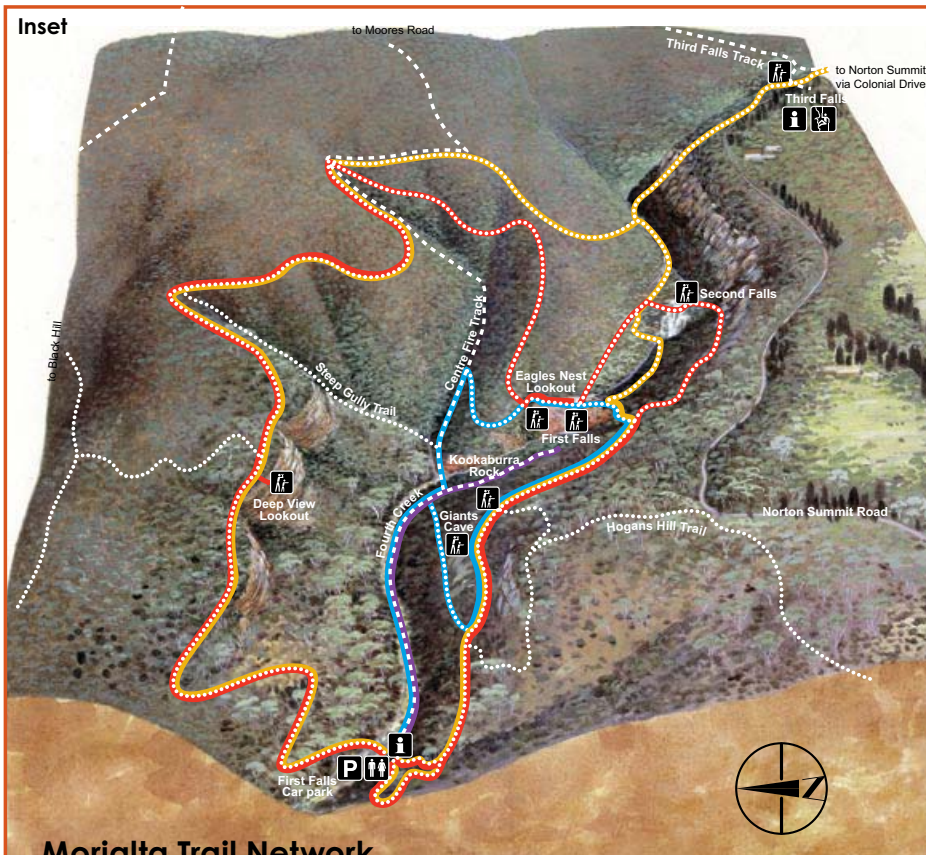 Inset
to Moores Road
Third Falls Track
to Norton Summit
via Colonial Drive
Third Falls
i
Second Falls
to Black Hill
Steep Gully Trail
Centre Fire Track
Eagles Nest
Lookout
First Falls
Kookaburra
Rock
Deep View
Lookout
Fourth Creek
Giants
Cave
Hogans Hill Trail
Norton Summit Road
i
P
First Falls
Car park
Z
Morialta Trail Network